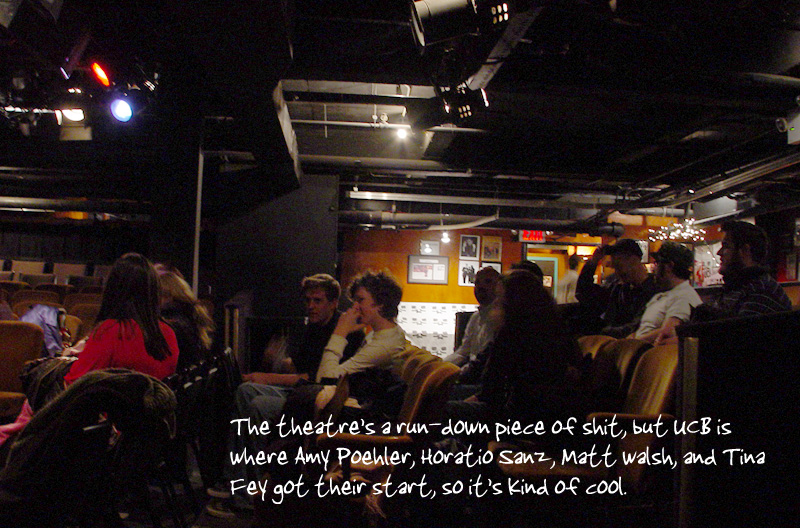 The theatre's a run-down piece of shit, but UCB is
where Amy Poehler, Horatio Sanz, Matt Walsh, and Tina
Fey got their start, so it's kind of cool.